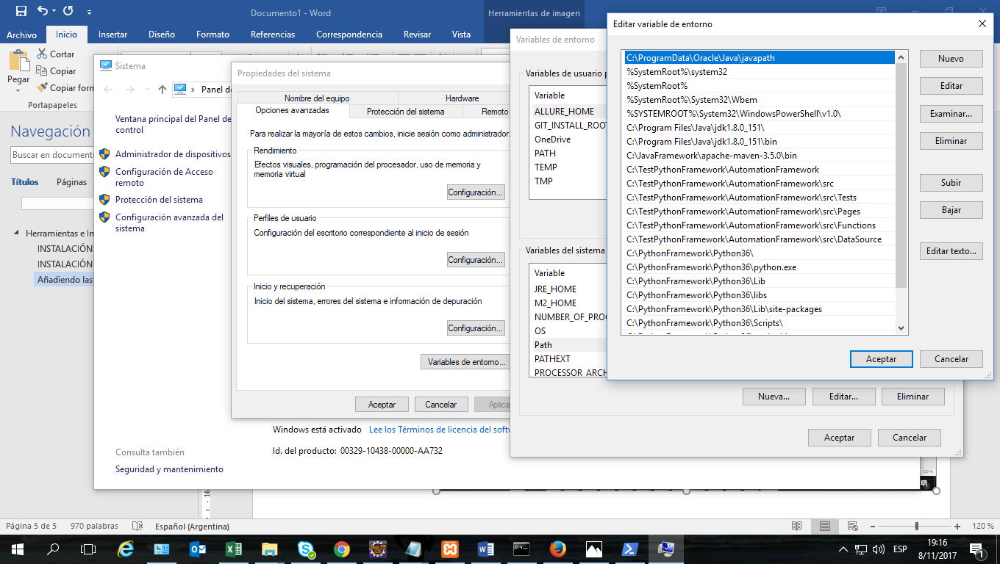 Documento1 - Word
Herramientas de imagen
Archivo
Inicio
Insertar
Diseño
Formato
Referencias
Correspondencia
Revisar
Vista
Pegar
Cortar
Copiar
Copiar form
Portapapeles
Navegación
Buscar en documento
Títulos
Páginas
Herramientas e Im
INSTALACIÓN
INSTALACIÓN
Añadiendo las
Sistema
Panel de
Ventana principal del Panel de
control
Administrador de dispositivos
Configuración de Acceso
remoto
Protección del sistema
Configuración avanzada del
sistema
Consulta también
Seguridad y mantenimiento
Windows está activado
Lee los Términos de licencia del softw
Id. del producto: 00329-10438-00000-AA732
Propiedades del sistema
Nombre del equipo
Hardware
Opciones avanzadas
Protección del sistema
Remoto
Para realizar la mayoría de estos cambios, inicie sesión como administrador.
Rendimiento
Efectos visuales, programación del procesador, uso de memoria y
memoria virtual
Configuración...
Perfiles de usuario
Configuración del escritorio correspondiente al inicio de sesión
Configuración...
Inicio y recuperación
Inicio del sistema, errores del sistema e información de depuración
Configuración...
Variables de entorno...
Aceptar
Cancelar
Aplica
Variables de entorno
Variables de usuario p
Variable
ALLURE_HOME
GIT_INSTALL_ROOT
OneDrive
PATH
TEMP
TMP
Variables del sistema
Variable
JRE_HOME
M2_HOME
NUMBER_OF_PROC
OS
Path
PATHEXT
PROCESSOR_ARCH
Nueva...
Editar...
Eliminar
Aceptar
Cancelar
Editar variable de entorno
C:\ProgramData\Oracle\Java\javapath
%SystemRoot%\system32
%SystemRoot%
%SystemRoot%\System32\Wbem
%SYSTEMROOT%\System32\WindowsPowerShell\v1.0\
C:\Program Files\Java\jdk1.8.0_151\
C:\Program Files\Java\jdk1.8.0_151\bin
C:\JavaFramework\apache-maven-3.5.0\bin
C:\TestPythonFramework\AutomationFramework
C:\TestPythonFramework\AutomationFramework\src
C:\TestPythonFramework\AutomationFramework\src\Tests
C:\TestPythonFramework\AutomationFramework\src\Pages
C:\TestPythonFramework\AutomationFramework\src\Functions
C:\TestPythonFramework\AutomationFramework\src\DataSource
C:\PythonFramework\Python36\
C:\PythonFramework\Python36\python.exe
C:\PythonFramework\Python36\Lib
C:\PythonFramework\Python36\libs
C:\PythonFramework\Python36\Lib\site-packages
C:\PythonFramework\Python36\Scripts\
Nuevo
Editar
Examinar...
Eliminar
Subir
Bajar
Editar texto...
Aceptar
Cancelar
120 %
16
Página 5 de 5
970 palabras
Español (Argentina)
120 %
ESP
19:16
8/11/2017
1